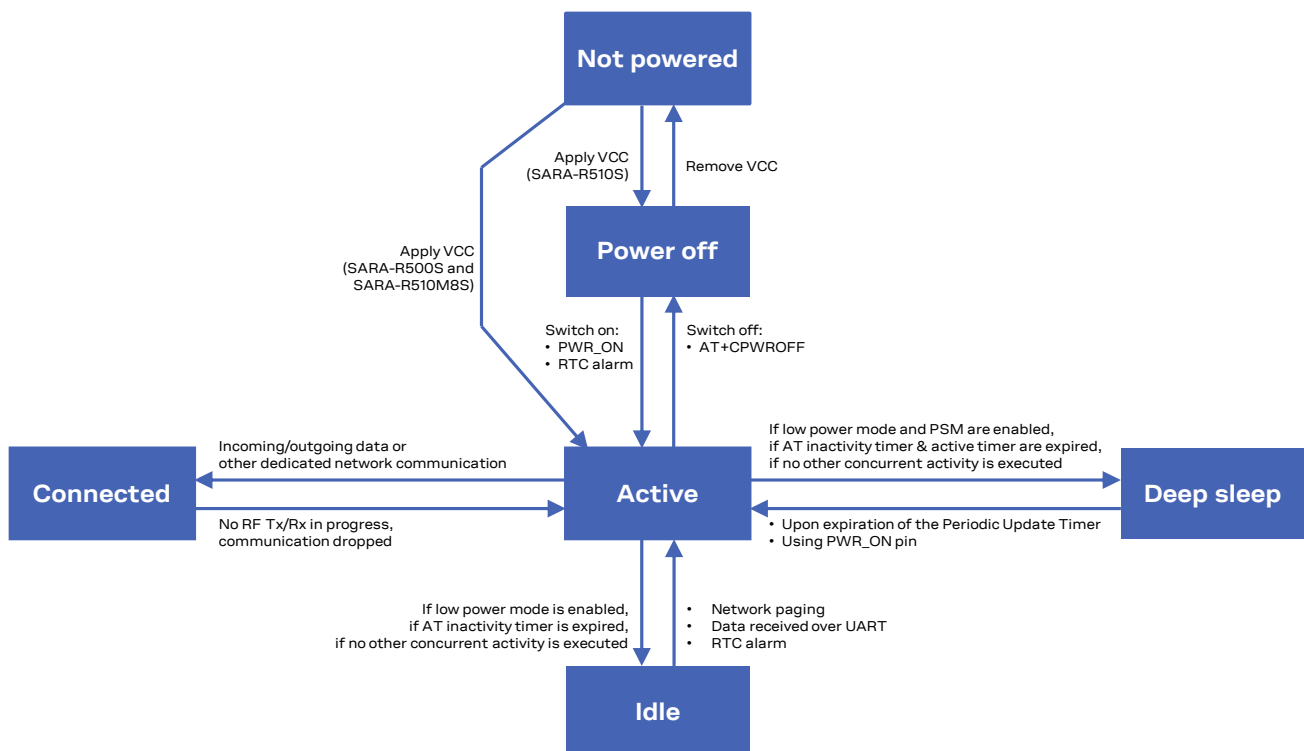 Not powered
Apply VCC
(SARA-R510S)
Remove VCC
Apply VCC
(SARA-R500S and
SARA-R510M8S)
Power off
Switch on:
• PWR_ON
• RTC alarm
Switch off:
• AT+CPWROFF
Incoming/outgoing data or
other dedicated network communication
If low power mode and PSM are enabled,
if AT inactivity timer & active timer are expired,
if no other concurrent activity is executed
Connected
Active
Deep sleep
No RF Tx/Rx in progress,
communication dropped
• Upon expiration of the Periodic Update Timer
• Using PWR_ON pin
If low power mode is enabled,
if AT inactivity timer is expired,
if no other concurrent activity is executed
• Network paging
• Data received over UART
• RTC alarm
Idle